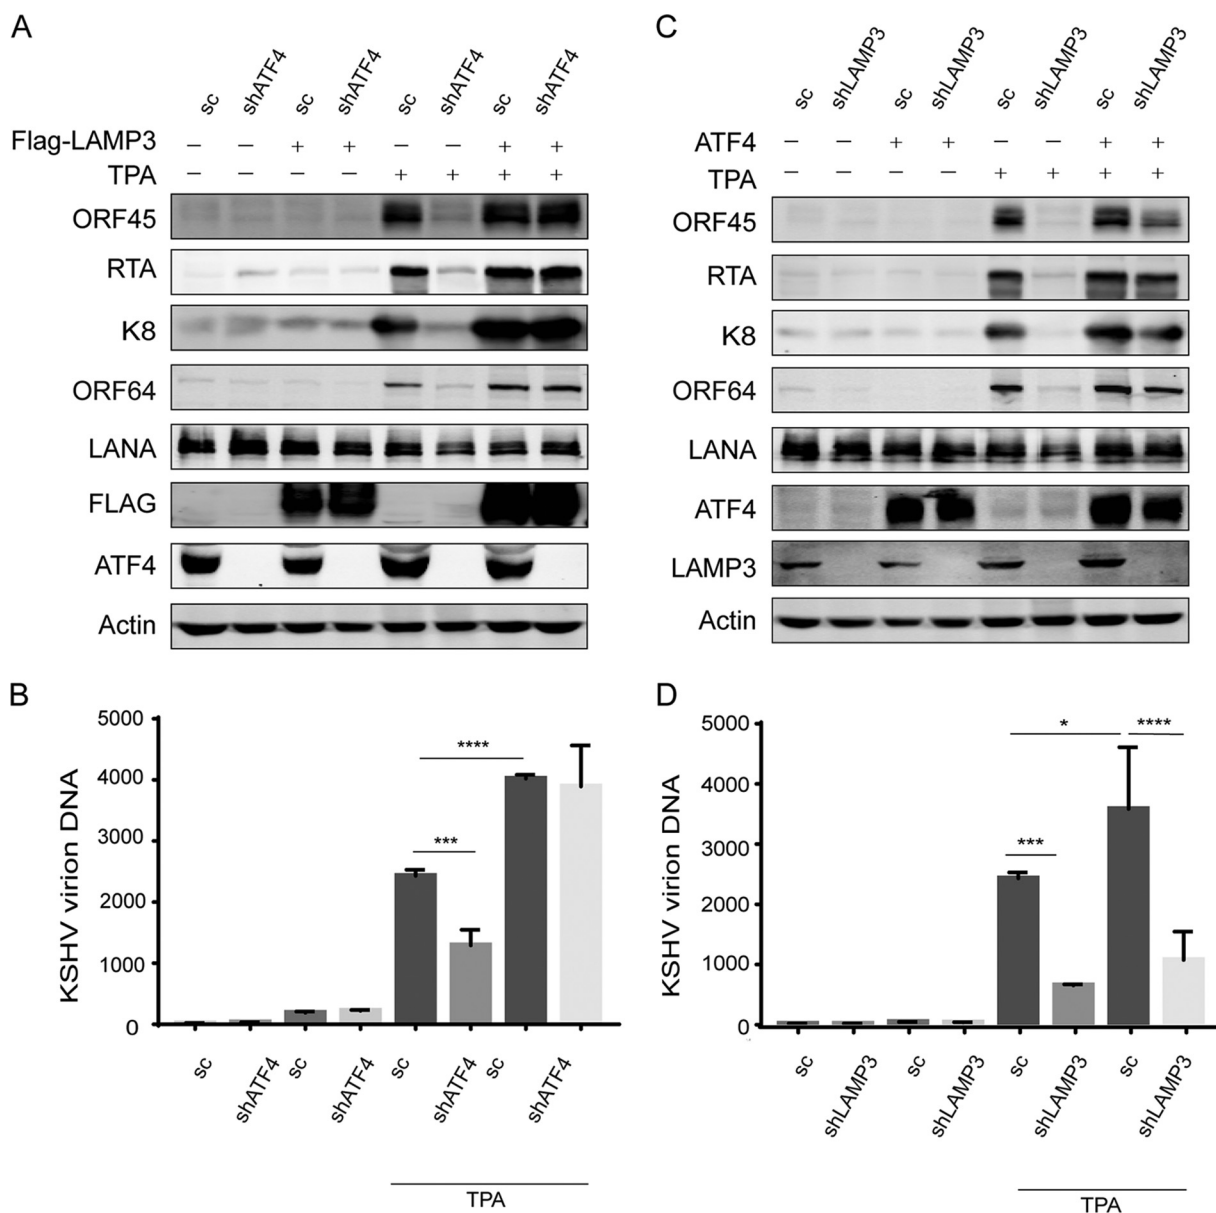 A
sc shATF4 sc shATF4 sc shATF4 sc shATF4
Flag-LAMP3 − − + + − − + +
TPA − − − − + + + +
ORF45
RTA
K8
ORF64
LANA
FLAG
ATF4
Actin
C
sc shLAMP3 sc shLAMP3 sc shLAMP3 sc shLAMP3
ATF4 − − + + − − + +
TPA − − − − + + + +
ORF45
RTA
K8
ORF64
LANA
ATF4
LAMP3
Actin
B
KSHV virion DNA
5000
4000
3000
2000
1000
0
****
***
sc shATF4 sc shATF4 sc shATF4 sc shATF4
TPA
D
KSHV virion DNA
5000
4000
3000
2000
1000
0
* ****
***
sc shLAMP3 sc shLAMP3 sc shLAMP3 sc shLAMP3
TPA